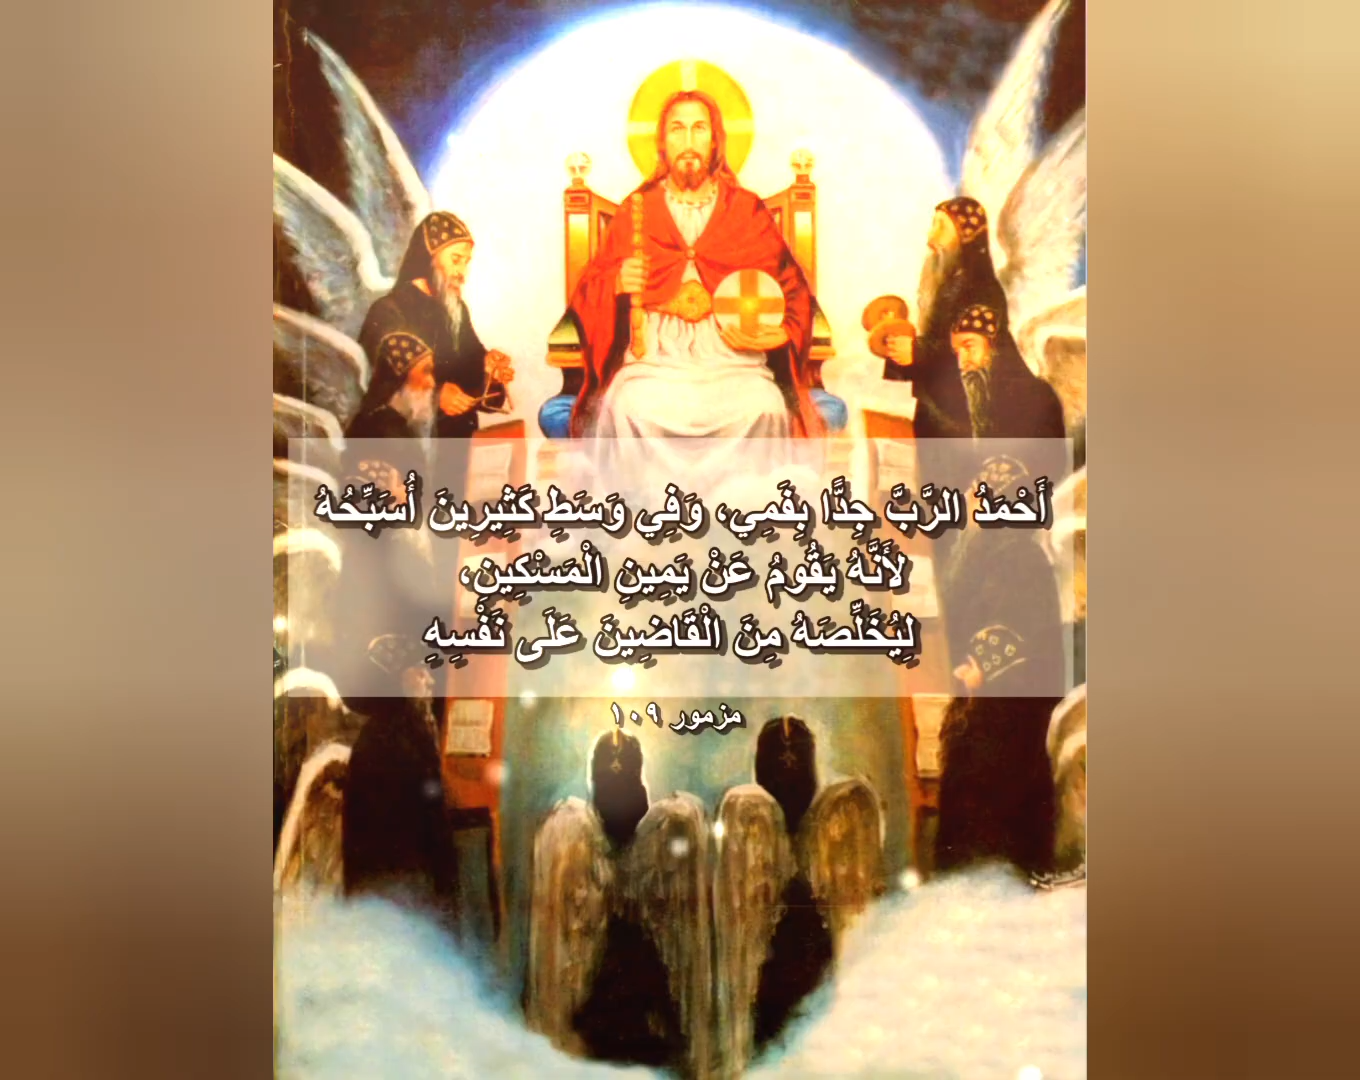 أَحْمَدُ الرَّبَّ جِدًّا بِفَمِي، وَفِي وَسَطِ كَثِيرِينَ أُسَبِّحُهُ
لأَنَّهُ يَقُومُ عَنْ يَمِينِ الْمَسْكِينِ،
لِيُخَلِّصَهُ مِنَ الْقَاضِينَ عَلَى نَفْسِهِ
مزمور ١٠٩